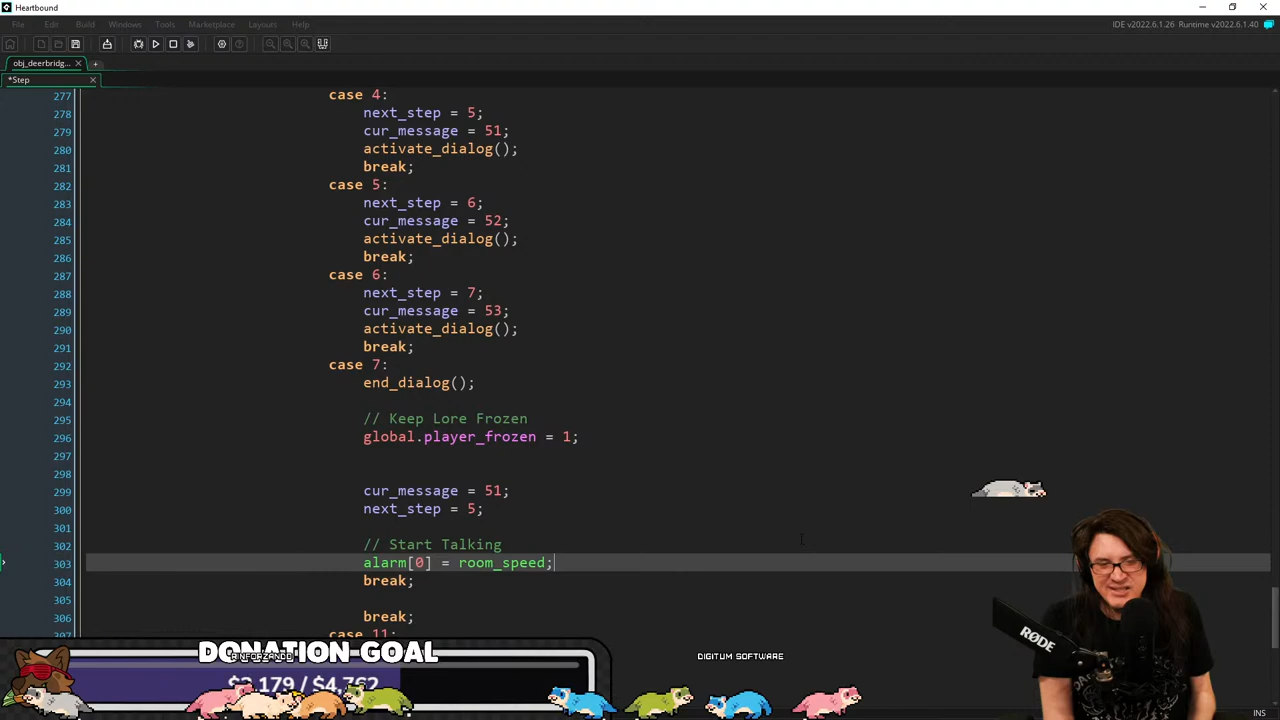 Heartbound
File Edit Build Windows Tools Marketplace Layouts Help
IDE v2022.6.1.26 Runtime v2022.6.1.40
obj_deerbridg...
*Step
277 case 4:
278 next_step = 5;
279 cur_message = 51;
280 activate_dialog();
281 break;
282 case 5:
283 next_step = 6;
284 cur_message = 52;
285 activate_dialog();
286 break;
287 case 6:
288 next_step = 7;
289 cur_message = 53;
290 activate_dialog();
291 break;
292 case 7:
293 end_dialog();
294
295 // Keep Lore Frozen
296 global.player_frozen = 1;
297
298
299 cur_message = 51;
300 next_step = 5;
301
302 // Start Talking
303 alarm[0] = room_speed;
304 break;
305
306 break;
307 case 11:
RØDE
DONATION GOAL
RINFORZANDO
DIGITUM SOFTWARE
$2,179 / $4,762
INS